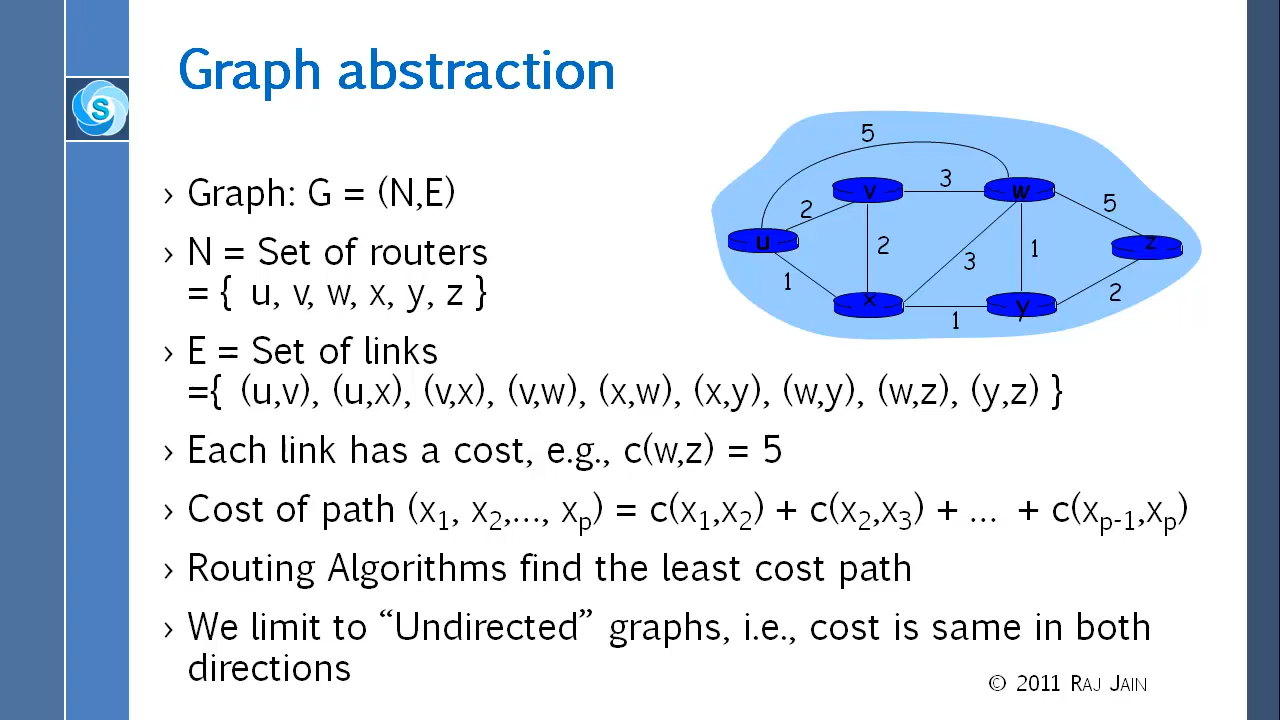 Graph abstraction
S
› Graph: G = (N,E)
› N = Set of routers
= { u, v, w, x, y, z }
› E = Set of links
={ (u,v), (u,x), (v,x), (v,w), (x,w), (x,y), (w,y), (w,z), (y,z) }
› Each link has a cost, e.g., c(w,z) = 5
› Cost of path (x1, x2,..., xp) = c(x1,x2) + c(x2,x3) + ... + c(xp-1,xp)
› Routing Algorithms find the least cost path
› We limit to “Undirected” graphs, i.e., cost is same in both
directions
5
v 3 w
2 5
u 2 z
3 1
1 2
x y
1
© 2011 RAJ JAIN